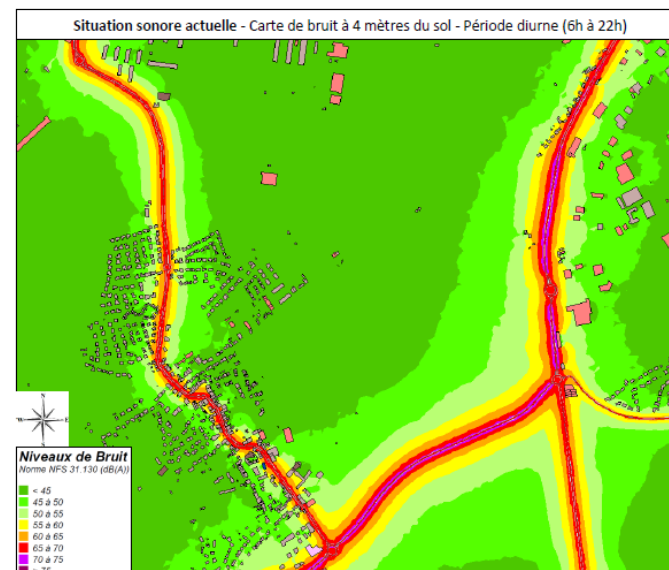 Situation sonore actuelle - Carte de bruit à 4 mètres du sol - Période diurne (6h à 22h)
N
W E
S
Niveaux de Bruit
Norme NFS 31.130 (dB(A))
< 45
45 à 50
50 à 55
55 à 60
60 à 65
65 à 70
70 à 75
> 75